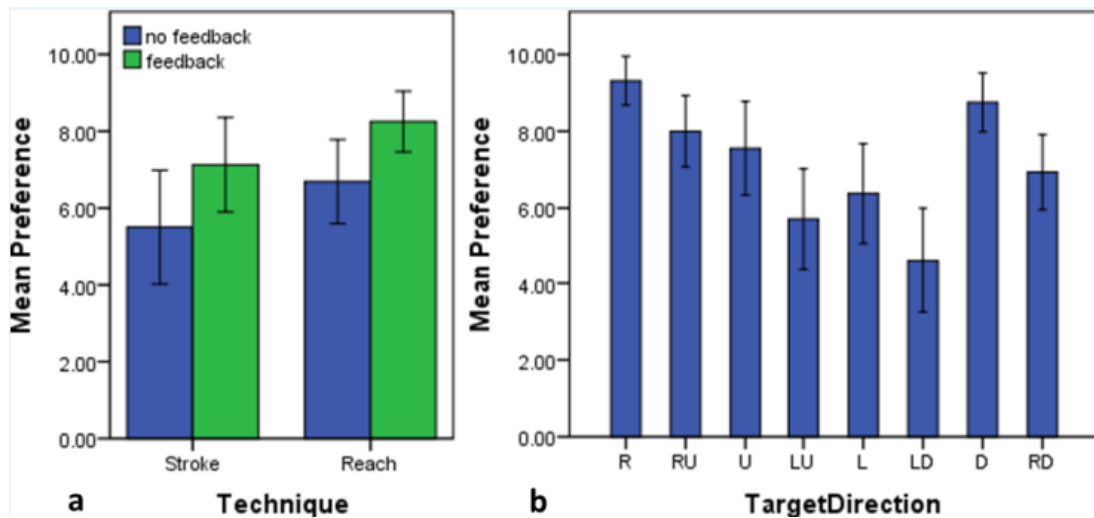 no feedback
feedback
Mean Preference
10.00
8.00
6.00
4.00
2.00
0.00
Stroke Reach
a Technique
Mean Preference
10.00
8.00
6.00
4.00
2.00
0.00
R RU U LU L LD D RD
b TargetDirection